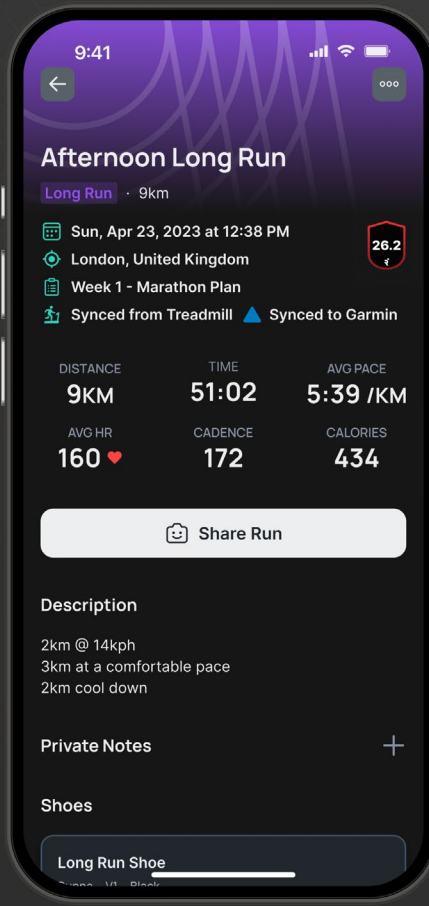 9:41
Afternoon Long Run
Long Run · 9km
Sun, Apr 23, 2023 at 12:38 PM
26.2
London, United Kingdom
Week 1 - Marathon Plan
Synced from Treadmill Synced to Garmin
DISTANCE TIME AVG PACE
9KM 51:02 5:39 /KM
AVG HR CADENCE CALORIES
160 172 434
Share Run
Description
2km @ 14kph
3km at a comfortable pace
2km cool down
Private Notes
Shoes
Long Run Shoe